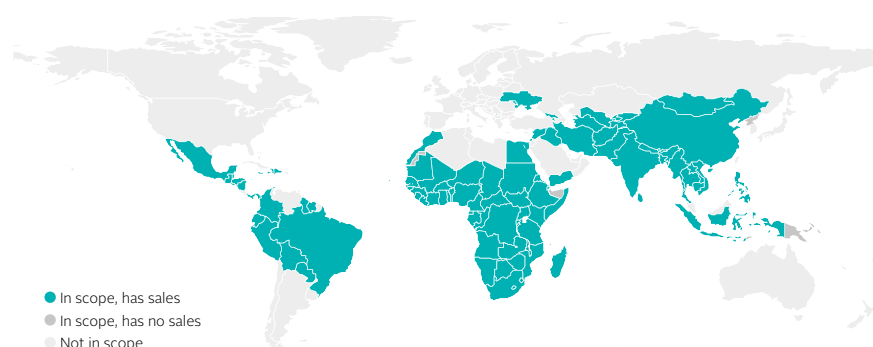 In scope, has sales
In scope, has no sales
Not in scope